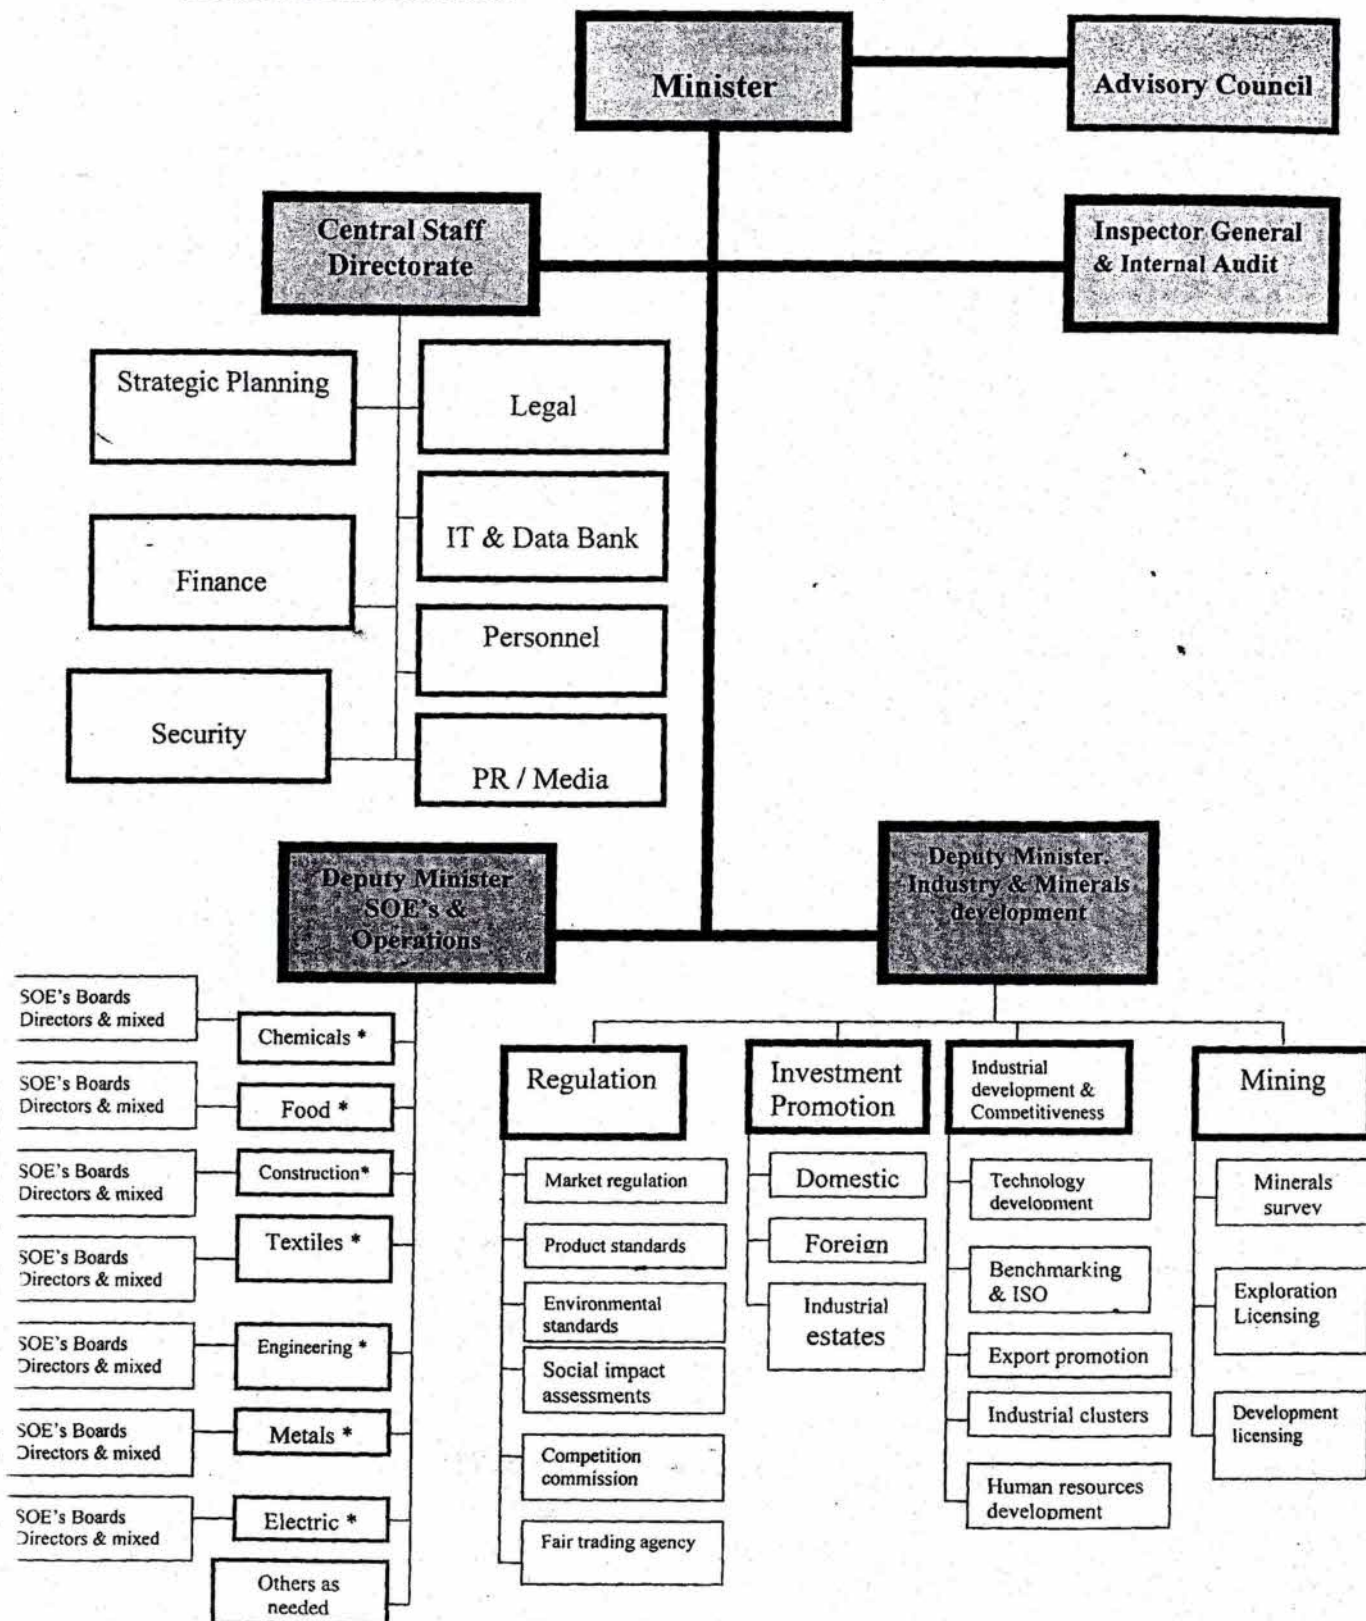 Minister
Advisory Council
Central Staff
Directorate
Inspector General
& Internal Audit
Strategic Planning
Legal
IT & Data Bank
Finance
Personnel
Security
PR / Media
Deputy Minister
SOE's &
Operations
Deputy Minister.
Industry & Minerals
development
SOE's Boards
Directors & mixed
Chemicals *
SOE's Boards
Directors & mixed
Food *
SOE's Boards
Directors & mixed
Construction*
SOE's Boards
Directors & mixed
Textiles *
SOE's Boards
Directors & mixed
Engineering *
SOE's Boards
Directors & mixed
Metals *
SOE's Boards
Directors & mixed
Electric *
Others as
needed
Regulation
Market regulation
Product standards
Environmental
standards
Social impact
assessments
Competition
commission
Fair trading agency
Investment
Promotion
Domestic
Foreign
Industrial
estates
Industrial
development &
Competitiveness
Technology
development
Benchmarking
& ISO
Export promotion
Industrial clusters
Human resources
development
Mining
Minerals
survey
Exploration
Licensing
Development
licensing